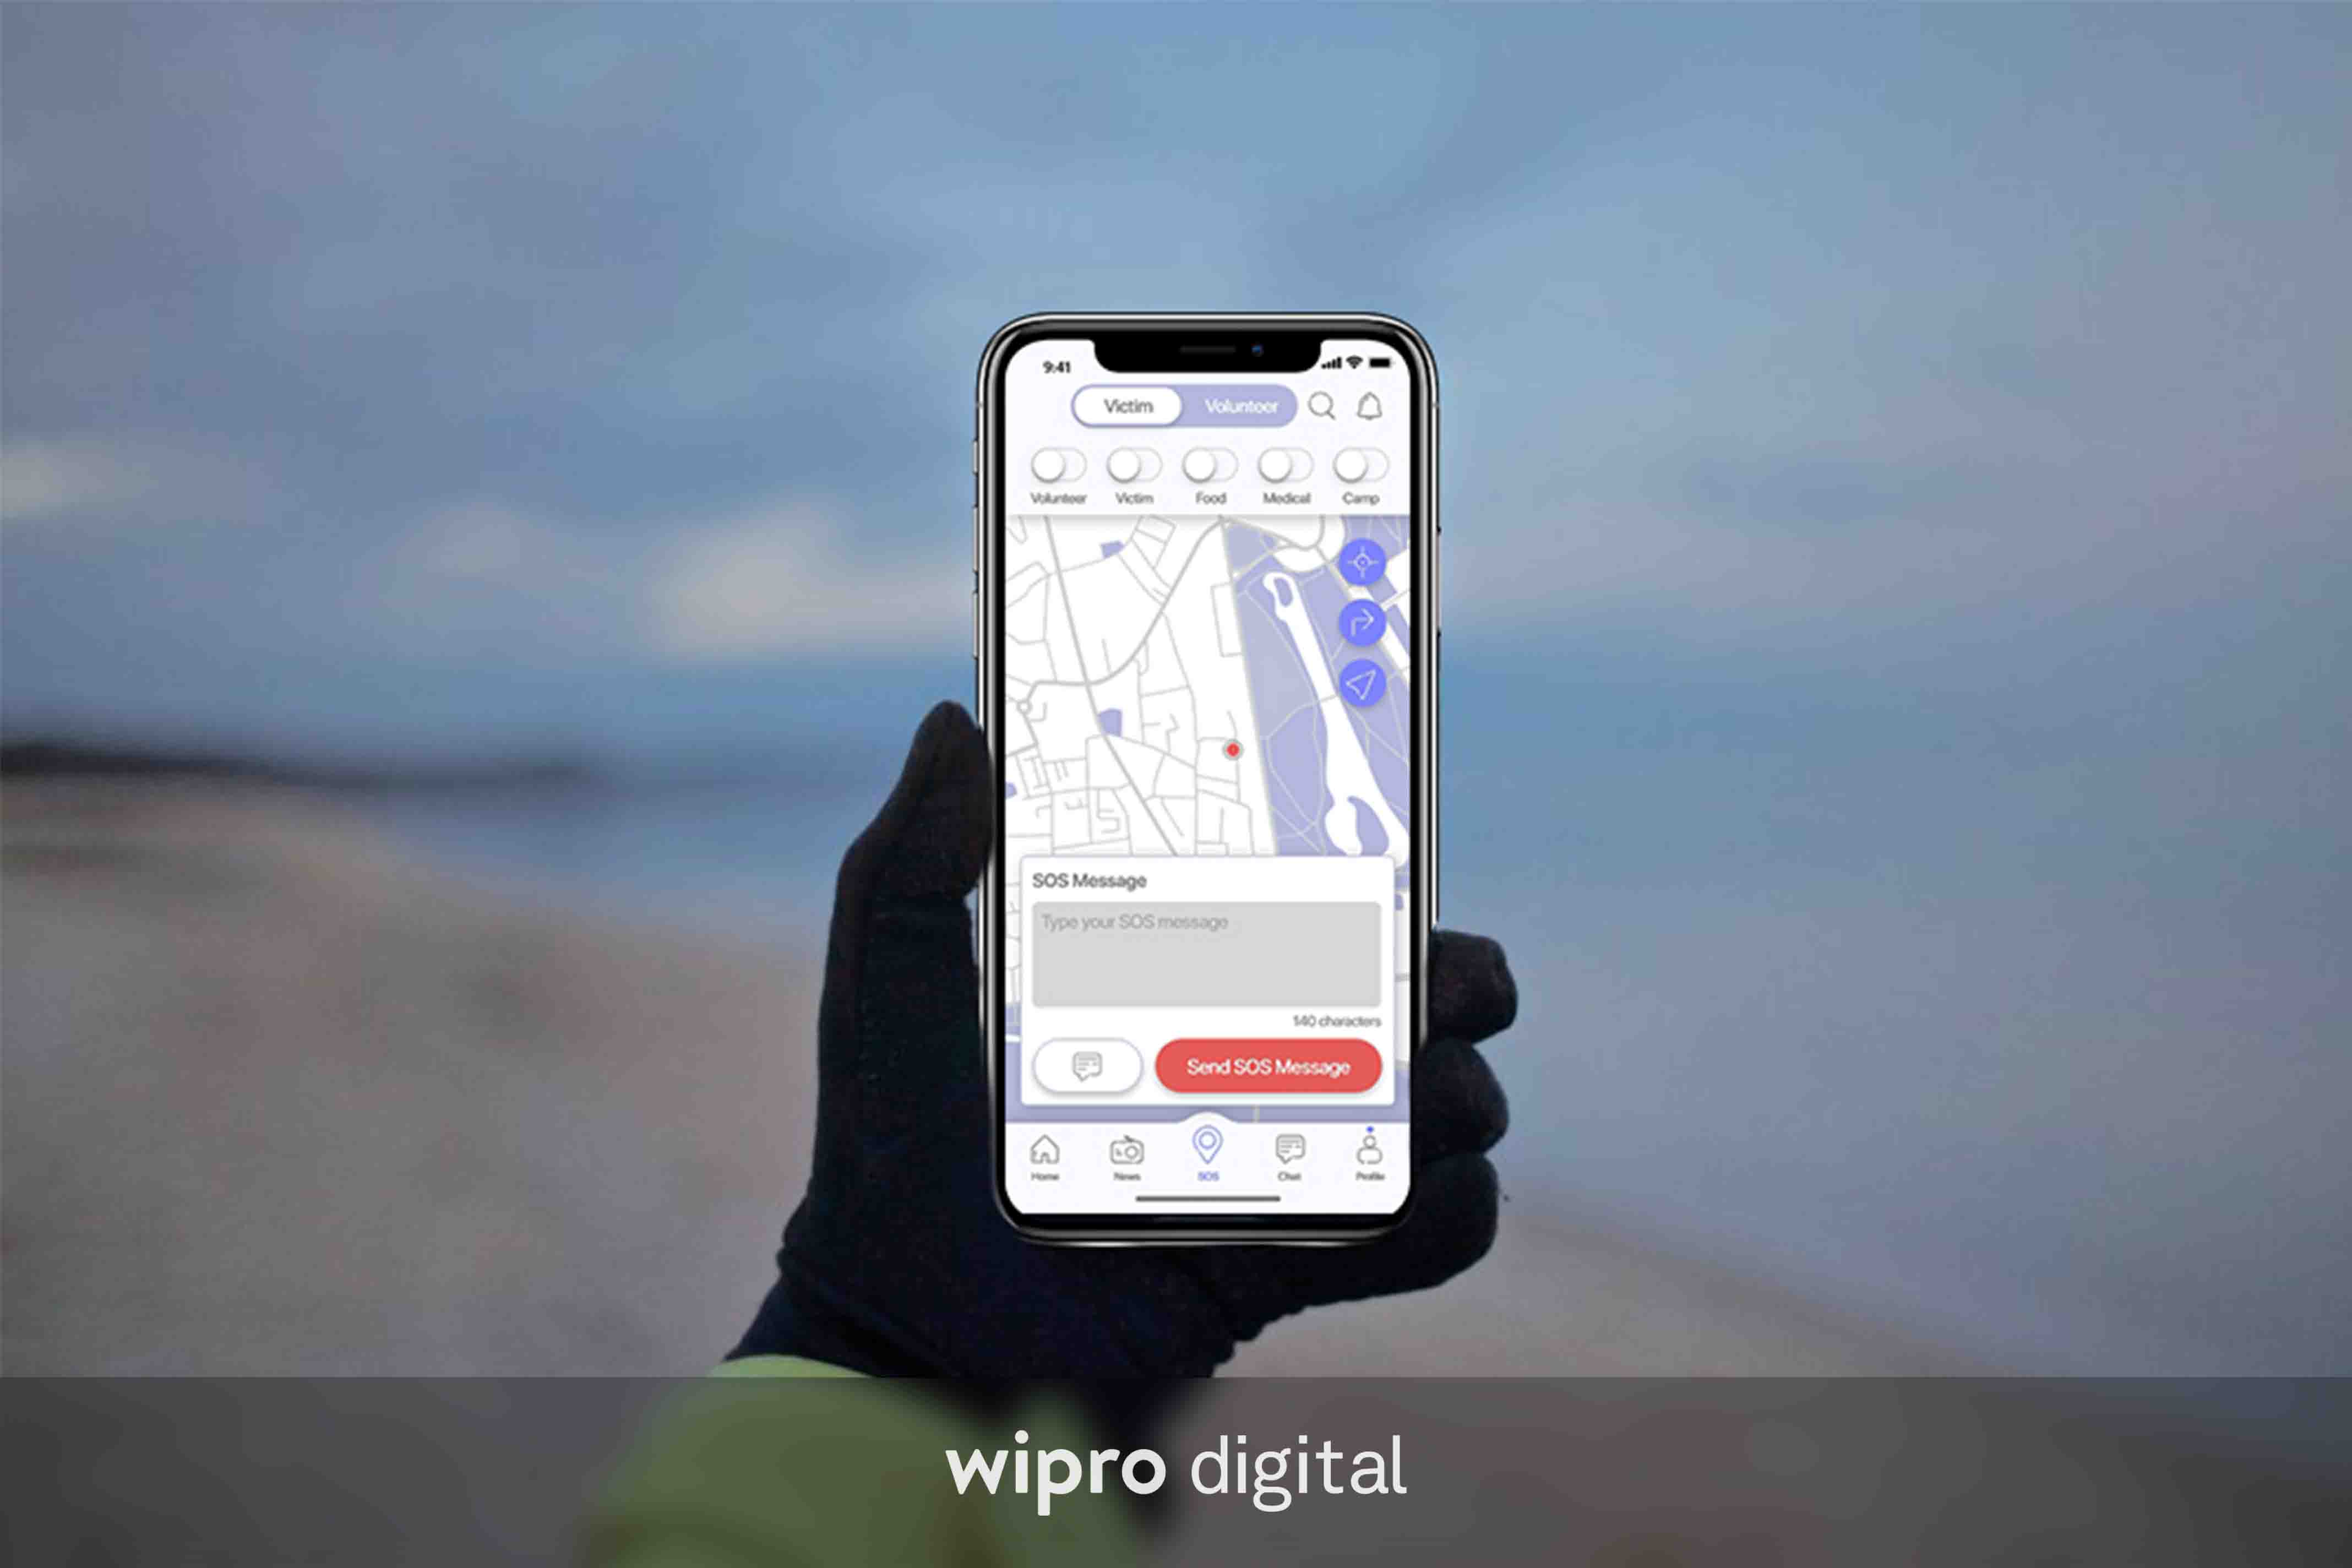 9:41
Victim Volunteer
Volunteer Victim Food Medical Camp
SOS Message
Type your SOS message
140 characters
Send SOS Message
Home News SOS Chat Profile
wipro digital